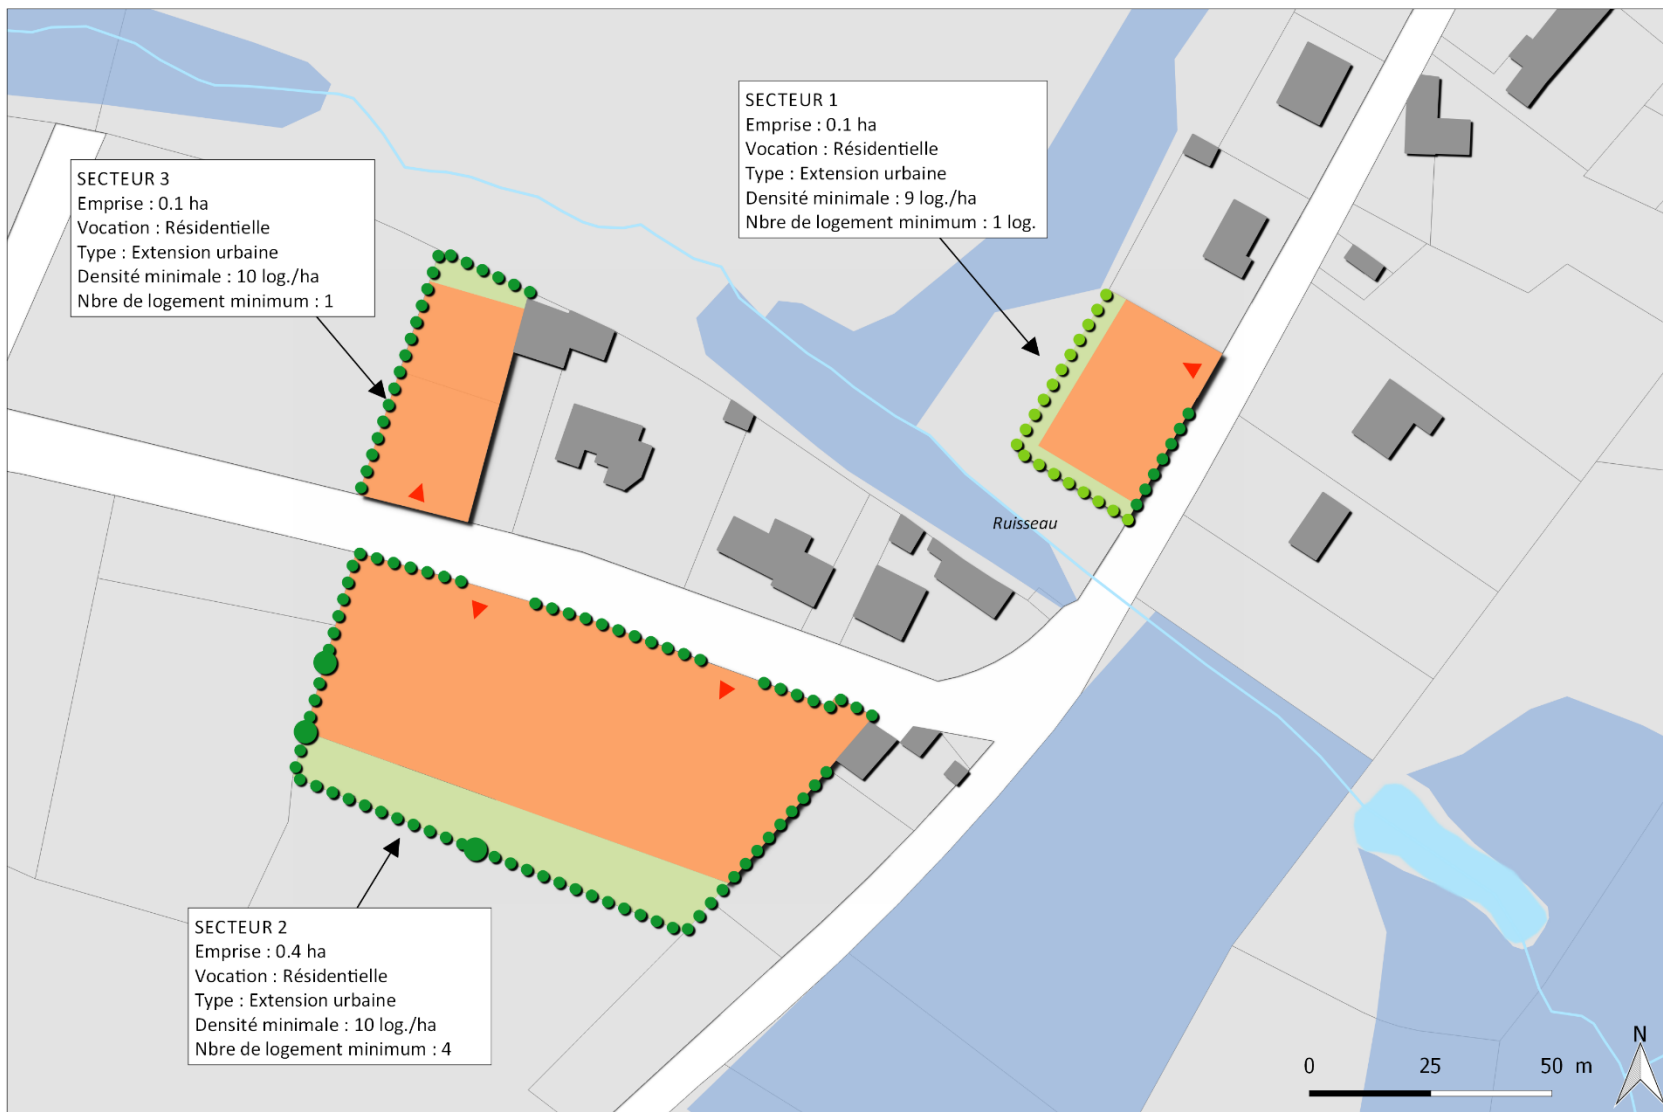 SECTEUR 1
Emprise : 0.1 ha
Vocation : Résidentielle
Type : Extension urbaine
Densité minimale : 9 log./ha
Nbre de logement minimum : 1 log.
SECTEUR 3
Emprise : 0.1 ha
Vocation : Résidentielle
Type : Extension urbaine
Densité minimale : 10 log./ha
Nbre de logement minimum : 1
Ruisseau
SECTEUR 2
Emprise : 0.4 ha
Vocation : Résidentielle
Type : Extension urbaine
Densité minimale : 10 log./ha
Nbre de logement minimum : 4
N
0 25 50 m